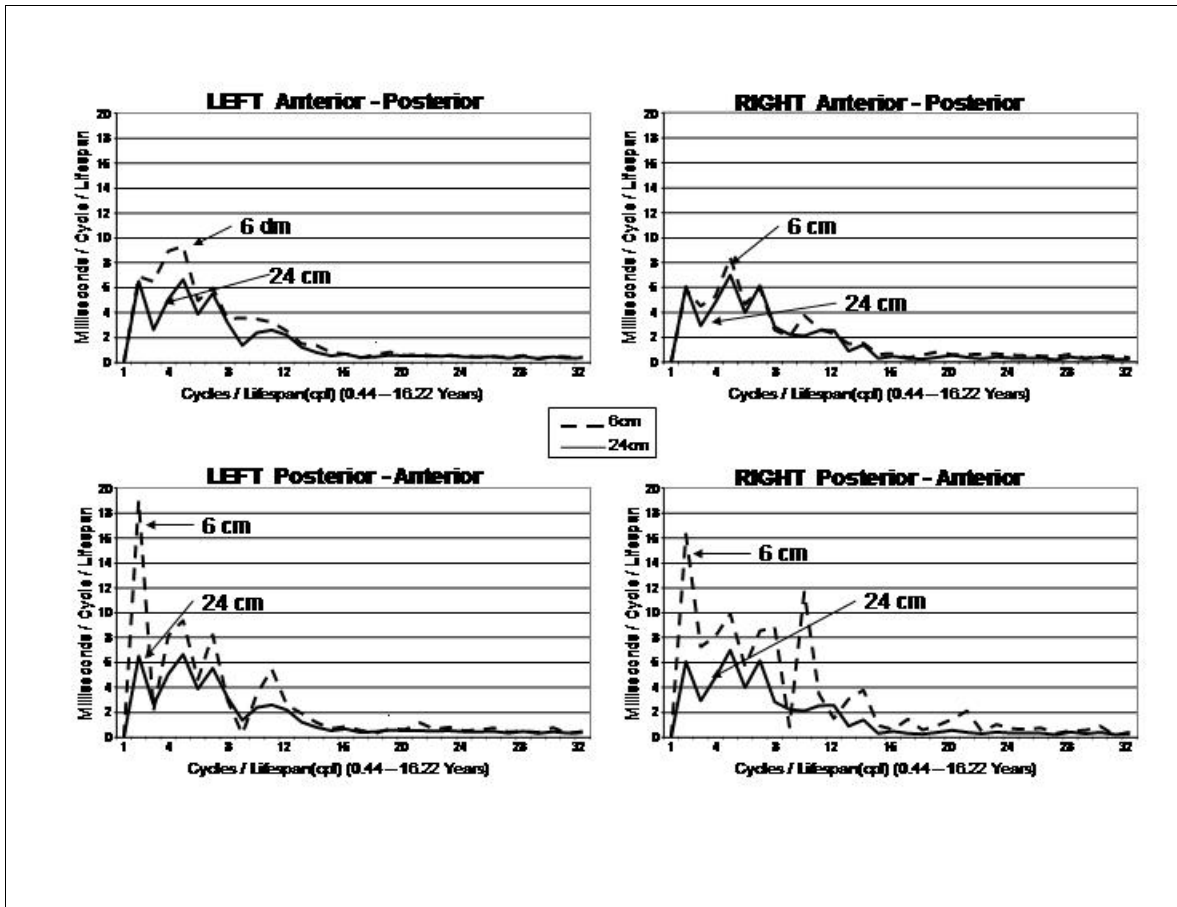 LEFT Anterior - Posterior
20
18
16
14
12
10
8
6
4
2
0
Milliseconds / Cycle / Lifespan
6 dm
24 cm
1 4 8 12 16 20 24 28 32
Cycles / Lifespan(cpl) (0.44 – 16.22 Years)
RIGHT Anterior - Posterior
20
18
16
14
12
10
8
6
4
2
0
Milliseconds / Cycle / Lifespan
6 cm
24 cm
1 4 8 12 16 20 24 28 32
Cycles / Lifespan(cpl) (0.44 – 16.22 Years)
6cm
24cm
LEFT Posterior - Anterior
20
18
16
14
12
10
8
6
4
2
0
Milliseconds / Cycle / Lifespan
6 cm
24 cm
1 4 8 12 16 20 24 28 32
Cycles / Lifespan(cpl) (0.44 – 16.22 Years)
RIGHT Posterior - Anterior
20
18
16
14
12
10
8
6
4
2
0
Milliseconds / Cycle / Lifespan
6 cm
24 cm
1 4 8 12 16 20 24 28 32
Cycles / Lifespan(cpl) (0.44 – 16.22 Years)